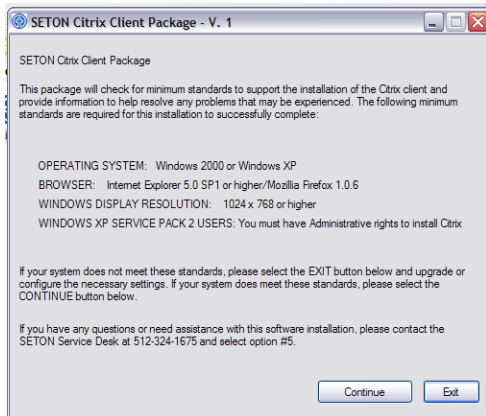 SETON Citrix Client Package - V. 1
SETON Citrix Client Package
This package will check for minimum standards to support the installation of the Citrix client and
provide information to help resolve any problems that may be experienced. The following minimum
standards are required for this installation to successfully complete:
OPERATING SYSTEM: Windows 2000 or Windows XP
BROWSER: Internet Explorer 5.0 SP1 or higher/Mozilla Firefox 1.0.6
WINDOWS DISPLAY RESOLUTION: 1024 x 768 or higher
WINDOWS XP SERVICE PACK 2 USERS: You must have Administrative rights to install Citrix
If your system does not meet these standards, please select the EXIT button below and upgrade or
configure the necessary settings. If your system does meet these standards, please select the
CONTINUE button below.
If you have any questions or need assistance with this software installation, please contact the
SETON Service Desk at 512-324-1675 and select option #5.
Continue Exit